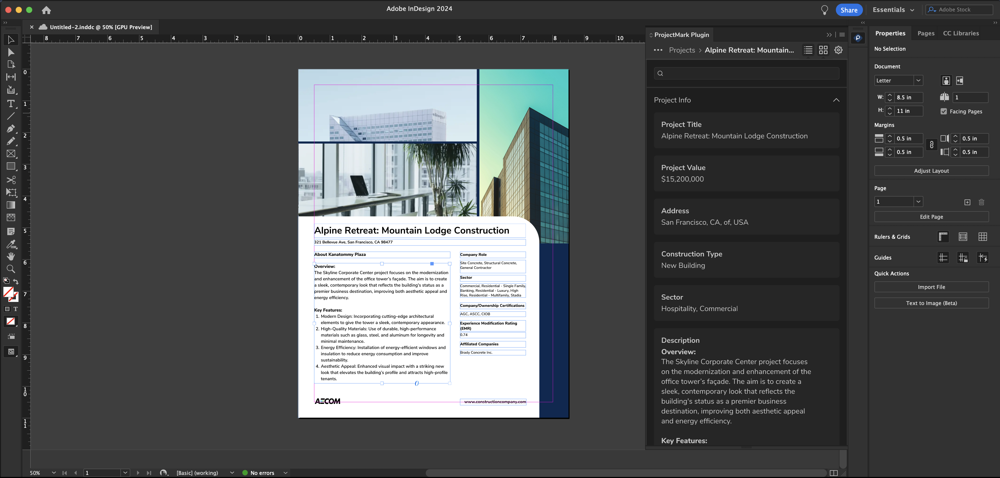 Adobe InDesign 2024
Share
Essentials
Adobe Stock
Untitled-2.inddc @ 50% [GPU Preview]
8 7 6 5 4 3 2 1 0 1 2 3 4 5 6 7 8 9 10
0
1
2
3
4
5
6
7
8
9
10
11
Alpine Retreat: Mountain Lodge Construction
321 Bellevue Ave, San Francisco, CA 98477
About Kanatommy Plaza
Overview:
The Skyline Corporate Center project focuses on the modernization
and enhancement of the office tower’s façade. The aim is to create
a sleek, contemporary look that reflects the building's status as a
premier business destination, improving both aesthetic appeal and
energy efficiency.
Key Features:
1. Modern Design: Incorporating cutting-edge architectural
elements to give the tower a sleek, contemporary appearance.
2. High-Quality Materials: Use of durable, high-performance
materials such as glass, steel, and aluminum for longevity and
minimal maintenance.
3. Energy Efficiency: Installation of energy-efficient windows and
insulation to reduce energy consumption and improve
sustainability.
4. Aesthetic Appeal: Enhanced visual impact with a striking new
look that elevates the building’s profile and attracts high-profile
tenants.
Company Role
Site Concrete, Structural Concrete,
General Contractor
Sector
Commercial, Residential - Single Family,
Banking, Residential - Luxury, High
Rise, Residential - Multifamily, Stadia
Company/Ownership Certifications
AGC, ASCC, CIOB
Experience Modification Rating
(EMR)
0.74
Affiliated Companies
Brady Concrete Inc.
AECOM
www.constructioncompany.com
ProjectMark Plugin
Projects > Alpine Retreat: Mountain...
Project Info
Project Title
Alpine Retreat: Mountain Lodge Construction
Project Value
$15,200,000
Address
San Francisco, CA, of, USA
Construction Type
New Building
Sector
Hospitality, Commercial
Description
Overview:
The Skyline Corporate Center project focuses
on the modernization and enhancement of the
office tower’s façade. The aim is to create a
sleek, contemporary look that reflects the
building's status as a premier business
destination, improving both aesthetic appeal
and energy efficiency.
Key Features:
Properties Pages CC Libraries
No Selection
Document
Letter
W: 8.5 in
1
H: 11 in
Facing Pages
Margins
0.5 in 0.5 in
0.5 in 0.5 in
Adjust Layout
Page
1
Edit Page
Rulers & Grids
Guides
Quick Actions
Import File
Text to Image (Beta)
50% 1 [Basic] (working) No errors